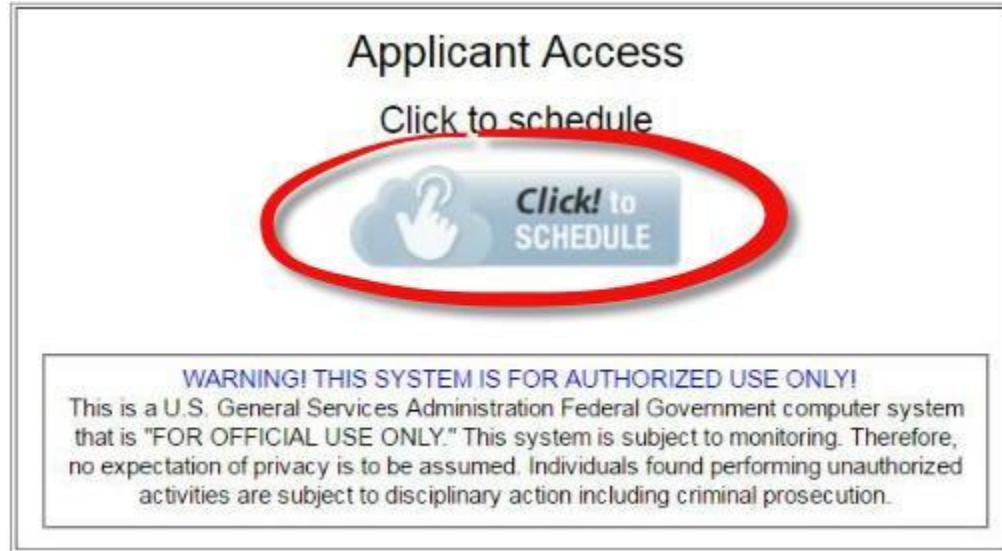 Applicant Access
Click to schedule
Click! to
SCHEDULE
WARNING! THIS SYSTEM IS FOR AUTHORIZED USE ONLY!
This is a U.S. General Services Administration Federal Government computer system
that is "FOR OFFICIAL USE ONLY." This system is subject to monitoring. Therefore,
no expectation of privacy is to be assumed. Individuals found performing unauthorized
activities are subject to disciplinary action including criminal prosecution.